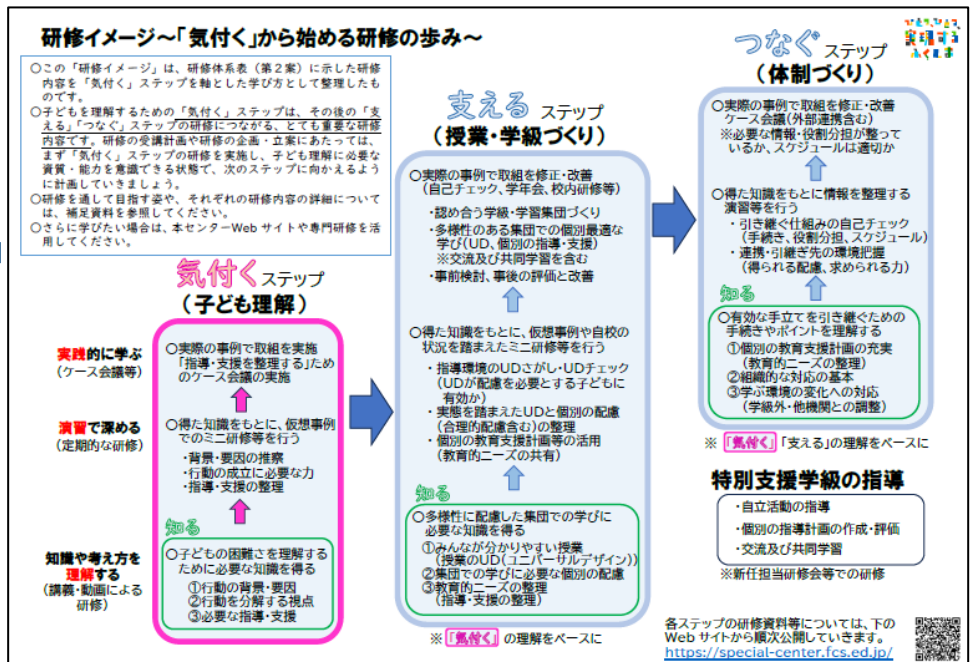 研修イメージ~「気付く」から始める研修の歩み~
○この「研修イメージ」は、研修体系表(第2案)に示した研修
内容を「気付く」ステップを軸とした学び方として整理したも
のです。
○子どもを理解するための「気付く」ステップは、その後の「支
える」「つなぐ」ステップの研修につながる、とても重要な研修
内容です。研修の受講計画や研修の企画・立案にあたっては、
まず「気付く」ステップの研修を実施し、子ども理解に必要な
資質・能力を意識できる状態で、次のステップに向かえるよう
に計画していきましょう。
○研修を通して目指す姿や、それぞれの研修内容の詳細につい
ては、補足資料を参照してください。
○さらに学びたい場合は、本センターWebサイトや専門研修を活
用してください。
気付くステップ
(子ども理解)
実践的に学ぶ
(ケース会議等)
○実際の事例で取組を実施
「指導・支援を整理する」ため
のケース会議の実施
演習で深める
(定期的な研修)
○得た知識をもとに、仮想事例
でのミニ研修等を行う
・背景・要因の推察
・行動の成立に必要な力
・指導・支援の整理
知る
知識や考え方を
理解する
(講義・動画による
研修)
○子どもの困難さを理解する
ために必要な知識を得る
①行動の背景・要因
②行動を分解する視点
③必要な指導・支援
支えるステップ
(授業・学級づくり)
○実際の事例で取組を修正・改善
(自己チェック、学年会、校内研修等)
・認め合う学級・学習集団づくり
・多様性のある集団での個別最適な
学び(UD、個別の指導・支援)
※交流及び共同学習を含む
・事前検討、事後の評価と改善
○得た知識をもとに、仮想事例や自校の
状況を踏まえたミニ研修等を行う
・指導環境のUDさがし・UDチェック
(UDが配慮を必要とする子どもに
有効か)
・実態を踏まえたUDと個別の配慮
(合理的配慮含む)の整理
・個別の教育支援計画等の活用
(教育的ニーズの共有)
知る
○多様性に配慮した集団での学びに
必要な知識を得る
①みんなが分かりやすい授業
(授業のUD(ユニバーサルデザイン))
②集団での学びに必要な個別の配慮
③教育的ニーズの整理
(指導・支援の整理)
※「気付く」の理解をベースに
つなぐステップ
(体制づくり)
ひとつ、ひとつ、
実現する
ふくしま
○実際の事例で取組を修正・改善
ケース会議(外部連携含む)
※必要な情報・役割分担が整って
いるか、スケジュールは適切か
○得た知識をもとに情報を整理する
演習等を行う
・引き継ぐ仕組みの自己チェック
(手続き、役割分担、スケジュール)
・連携・引継ぎ先の環境把握
(得られる配慮、求められる力)
知る
○有効な手立てを引き継ぐための
手続きやポイントを理解する
①個別の教育支援計画の充実
(教育的ニーズの整理)
②組織的な対応の基本
③学ぶ環境の変化への対応
(学級外・他機関との調整)
※「気付く」「支える」の理解をベースに
特別支援学級の指導
・自立活動の指導
・個別の指導計画の作成・評価
・交流及び共同学習
※新任担当研修会等での研修
各ステップの研修資料等については、下の
Webサイトから順次公開していきます。
https://special-center.fcs.ed.jp/